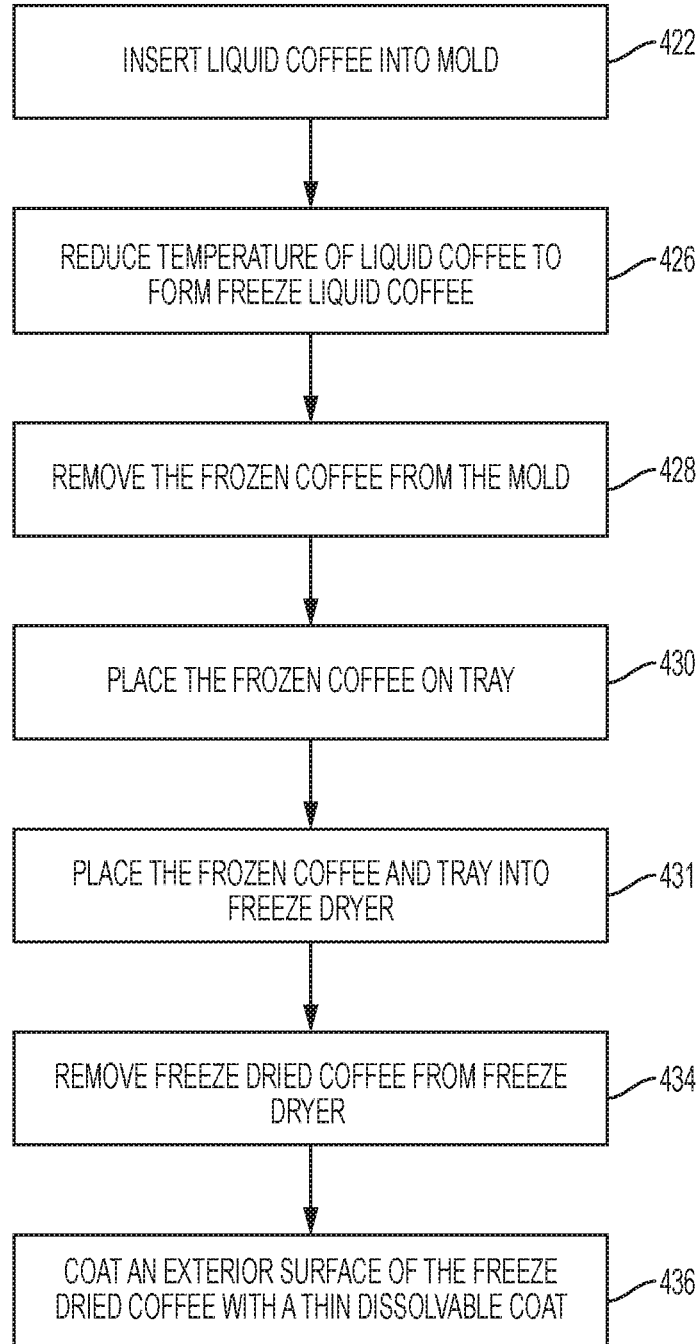 INSERT LIQUID COFFEE INTO MOLD
422
REDUCE TEMPERATURE OF LIQUID COFFEE TO
FORM FREEZE LIQUID COFFEE
426
REMOVE THE FROZEN COFFEE FROM THE MOLD
428
PLACE THE FROZEN COFFEE ON TRAY
430
PLACE THE FROZEN COFFEE AND TRAY INTO
FREEZE DRYER
431
REMOVE FREEZE DRIED COFFEE FROM FREEZE
DRYER
434
COAT AN EXTERIOR SURFACE OF THE FREEZE
DRIED COFFEE WITH A THIN DISSOLVABLE COAT
436